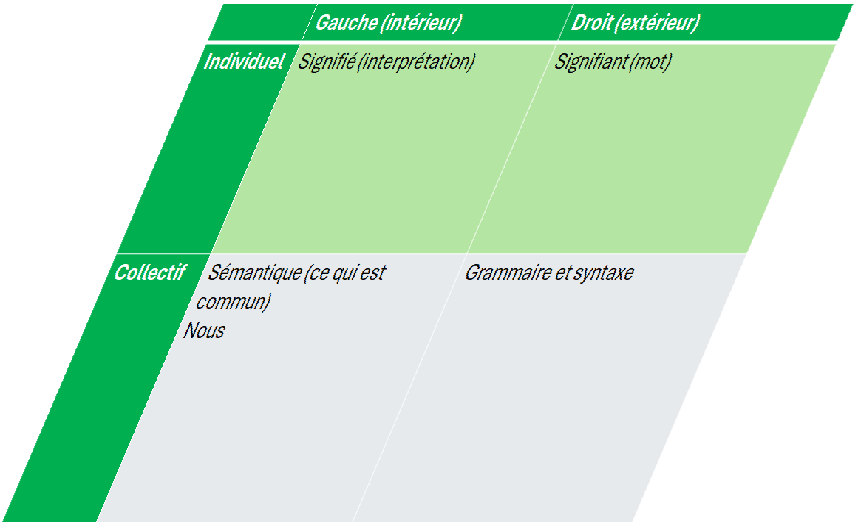 Gauche (intérieur) Droit (extérieur)
Individuel Signifié (interprétation) Signifiant (mot)
Collectif Sémantique (ce qui est Grammaire et syntaxe
commun)
Nous